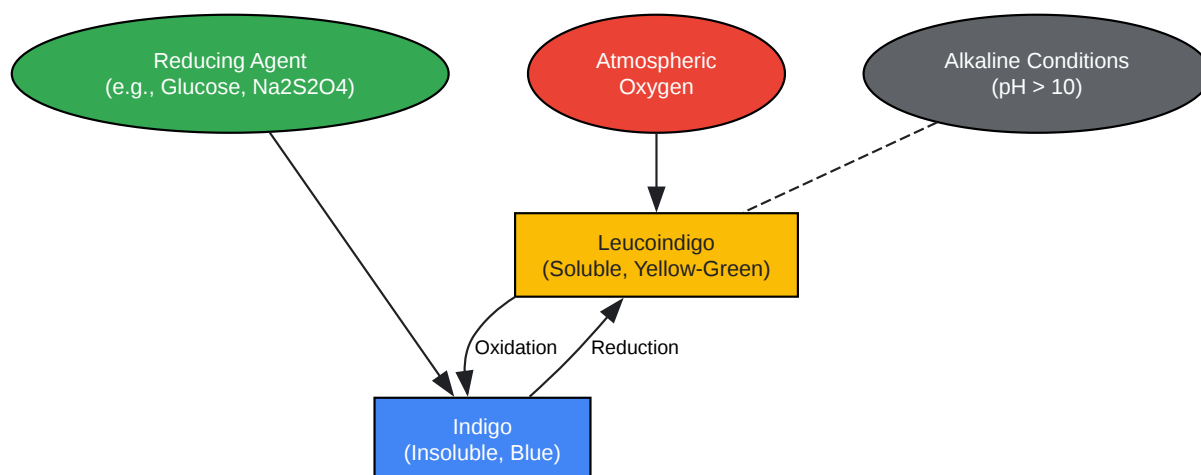 Reducing Agent
(e.g., Glucose, Na2S2O4)
Atmospheric
Oxygen
Alkaline Conditions
(pH > 10)
Leucoindigo
(Soluble, Yellow-Green)
Oxidation
Reduction
Indigo
(Insoluble, Blue)